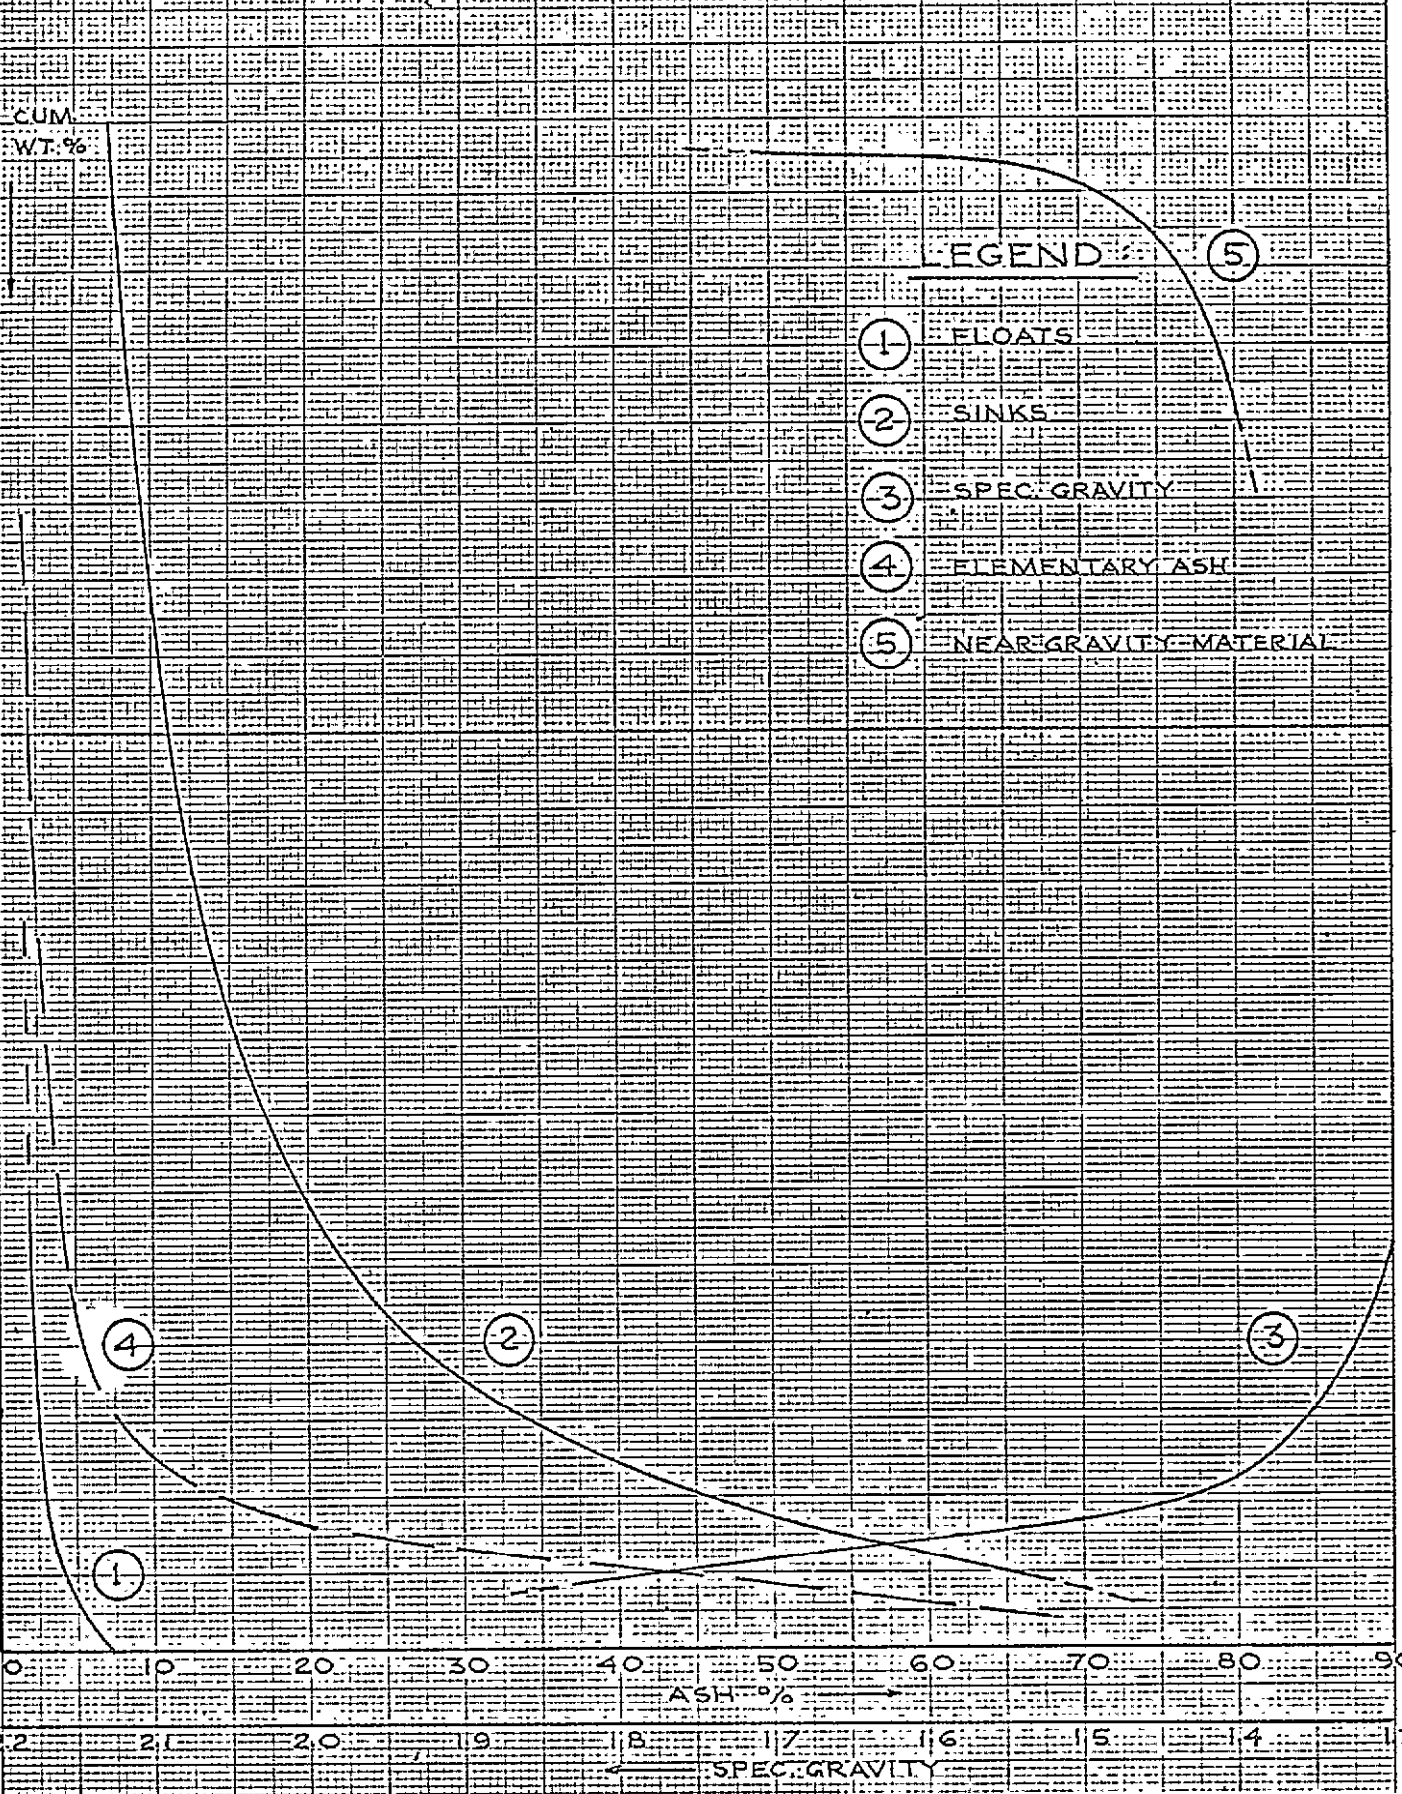 CUM.
WT.%
LEGEND :
5
1 FLOATS
2 SINKS
3 SPEC. GRAVITY
4 ELEMENTARY ASH
5 NEAR-GRAVITY MATERIAL
4
2
3
1
0 10 20 30 40 50 60 70 80 90
ASH %
2.1 2.0 1.9 1.8 1.7 1.6 1.5 1.4
SPEC. GRAVITY